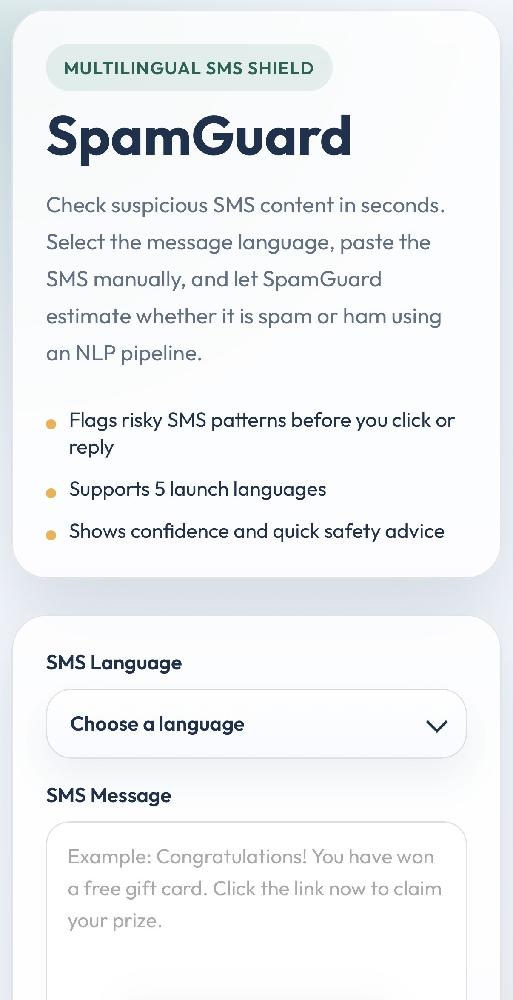 MULTILINGUAL SMS SHIELD
SpamGuard
Check suspicious SMS content in seconds.
Select the message language, paste the
SMS manually, and let SpamGuard
estimate whether it is spam or ham using
an NLP pipeline.
Flags risky SMS patterns before you click or
reply
Supports 5 launch languages
Shows confidence and quick safety advice
SMS Language
Choose a language
SMS Message
Example: Congratulations! You have won
a free gift card. Click the link now to claim
your prize.